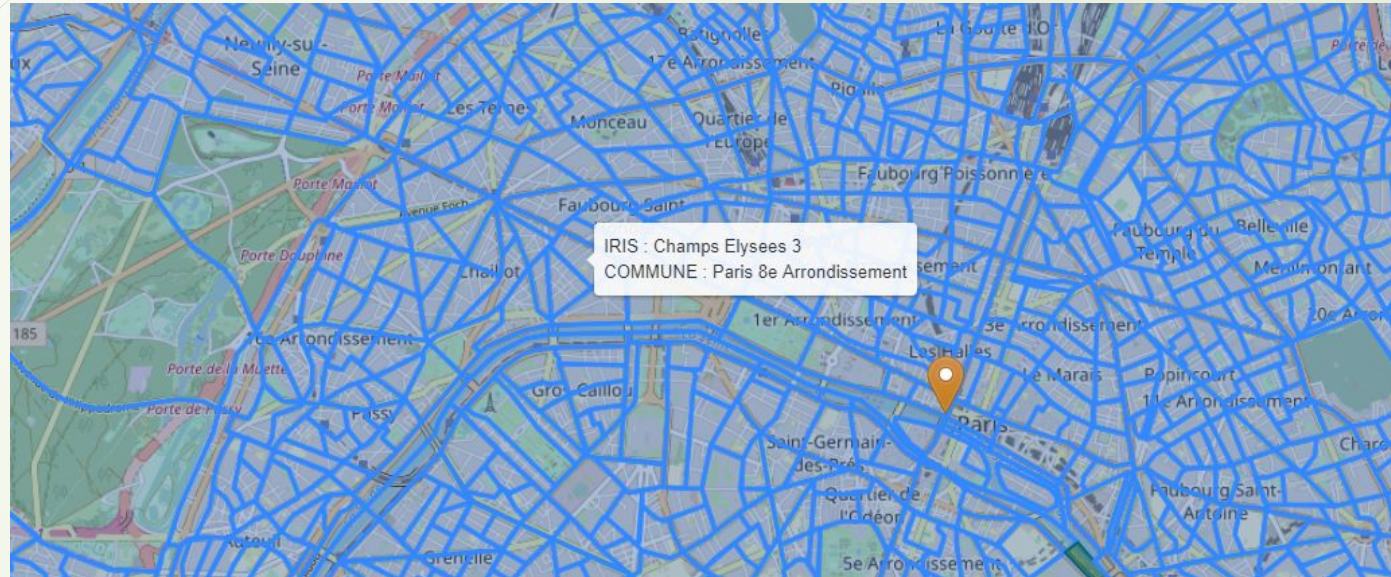 Neuilly-sur-
Seine
Porte Maillot
Porte Maillot
Les Ternes
Batignolles
17e Arrondissement
La Goutte d'Or
Pigalle
Monceau
Quartier de
l'Europe
Porte Maillot
Avenue Foch
Faubourg Saint-
Faubourg Poissonnière
Porte Dauphine
Chaillot
IRIS : Champs Elysees 3
COMMUNE : Paris 8e Arrondissement
Faubourg du
Temple
Belleville
Ménilmontant
185
16e Arrondissement
1er Arrondissement
3e Arrondissement
Les Halles
Le Marais
Popincourt
11e Arrondissement
Porte de la Muette
Porte de Passy
Passy
Gros-Caillou
Paris
Saint-Germain-
des-Prés
Quartier de
l'Odéon
Faubourg Saint-
Antoine
Auteuil
Grenelle
5e Arrondissement